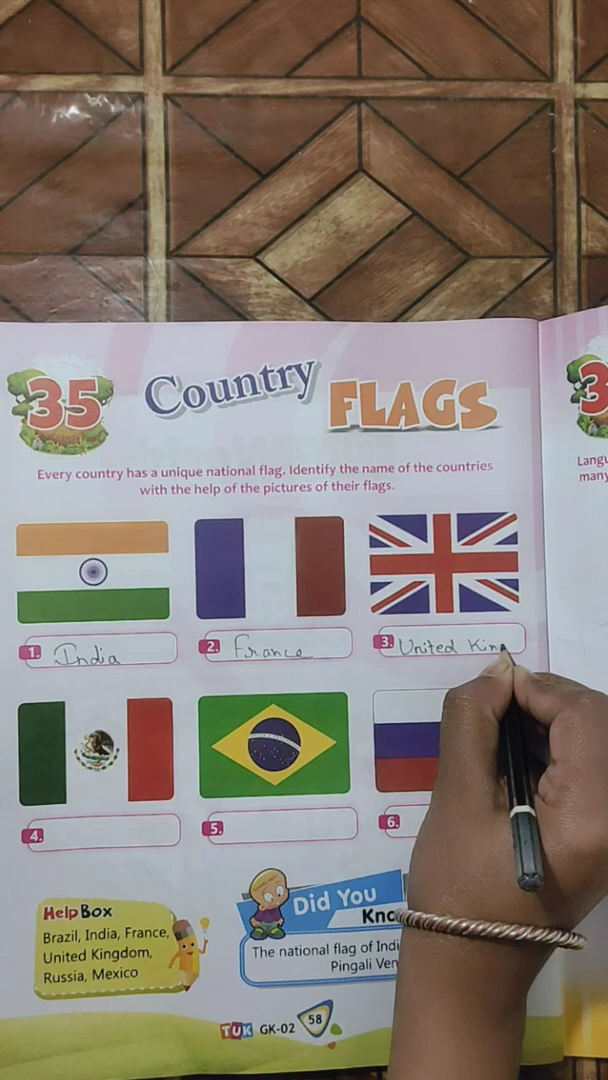 35 Country FLAGS
3
Every country has a unique national flag. Identify the name of the countries
with the help of the pictures of their flags.
Langu
many
1. India
2. France
3. United Kin
4.
5.
6.
Help Box
Brazil, India, France,
United Kingdom,
Russia, Mexico
Did You
Kno
The national flag of Indi
Pingali Ven
TUK GK-02 58